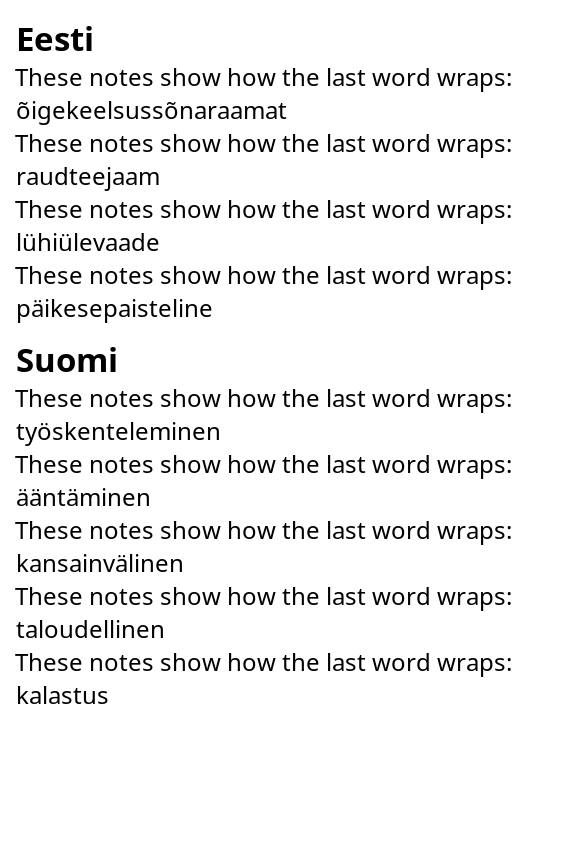 Eesti
These notes show how the last word wraps:
õigekeelsussõnaraamat
These notes show how the last word wraps:
raudteejaam
These notes show how the last word wraps:
lühiülevaade
These notes show how the last word wraps:
päikesepaisteline
Suomi
These notes show how the last word wraps:
työskenteleminen
These notes show how the last word wraps:
ääntäminen
These notes show how the last word wraps:
kansainvälinen
These notes show how the last word wraps:
taloudellinen
These notes show how the last word wraps:
kalastus